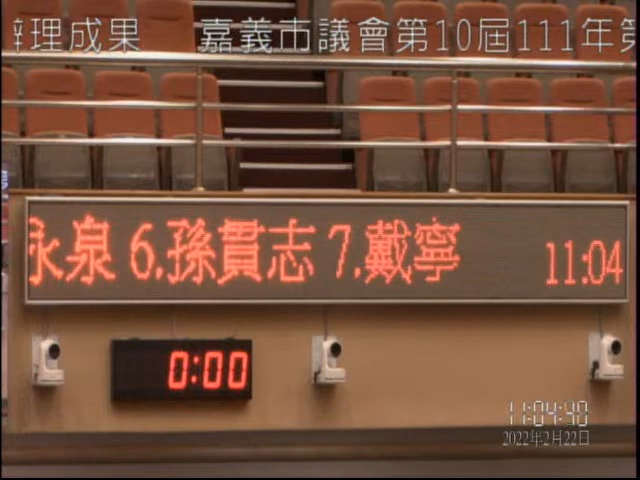 理成果 嘉義市議會第10屆111年第
永泉 6.孫貫志 7.戴寧 11:04
0:00
11:04:40
2022年2月22日